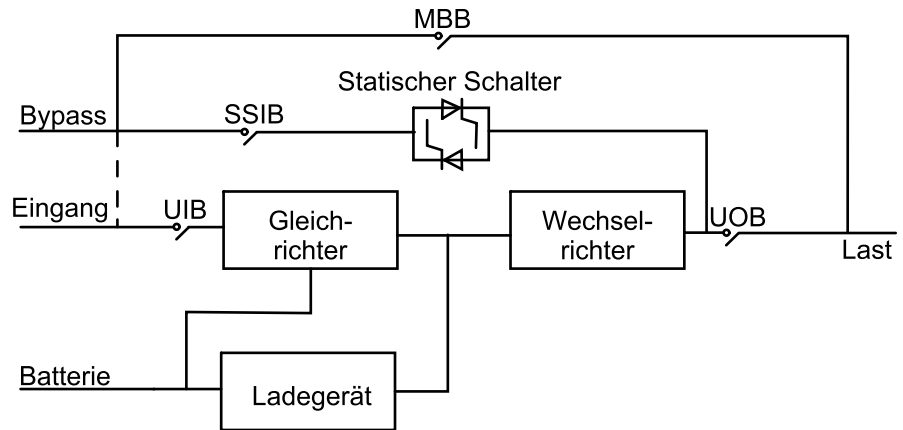 MBB
Statischer Schalter
Bypass
SSIB
Eingang
UIB
Gleich-
richter
Wechsel-
richter
UOB
Last
Batterie
Ladegerät